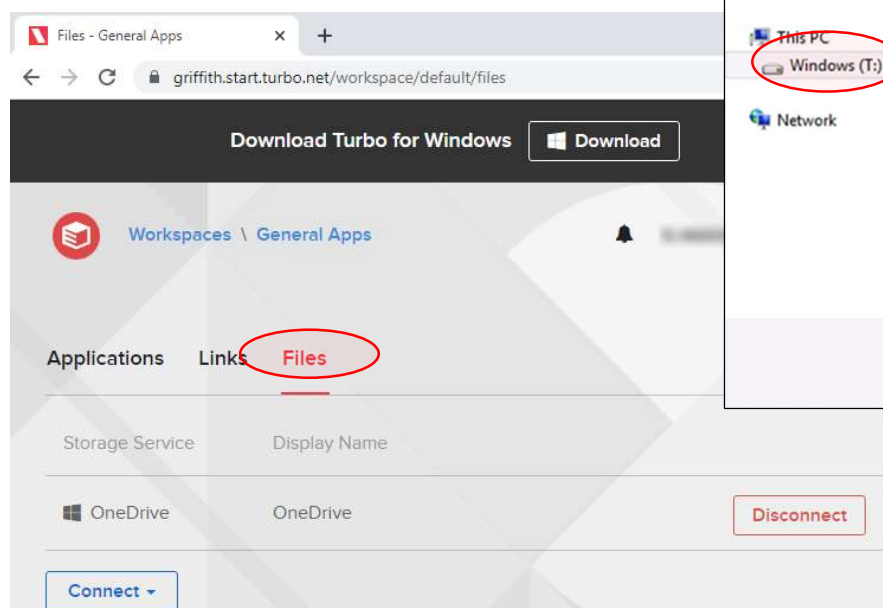 Files - General Apps
griffith.start.turbo.net/workspace/default/files
Download Turbo for Windows Download
Workspaces \ General Apps
Applications Links Files
Storage Service Display Name
OneDrive OneDrive Disconnect
Connect
This PC
Windows (T:)
Network